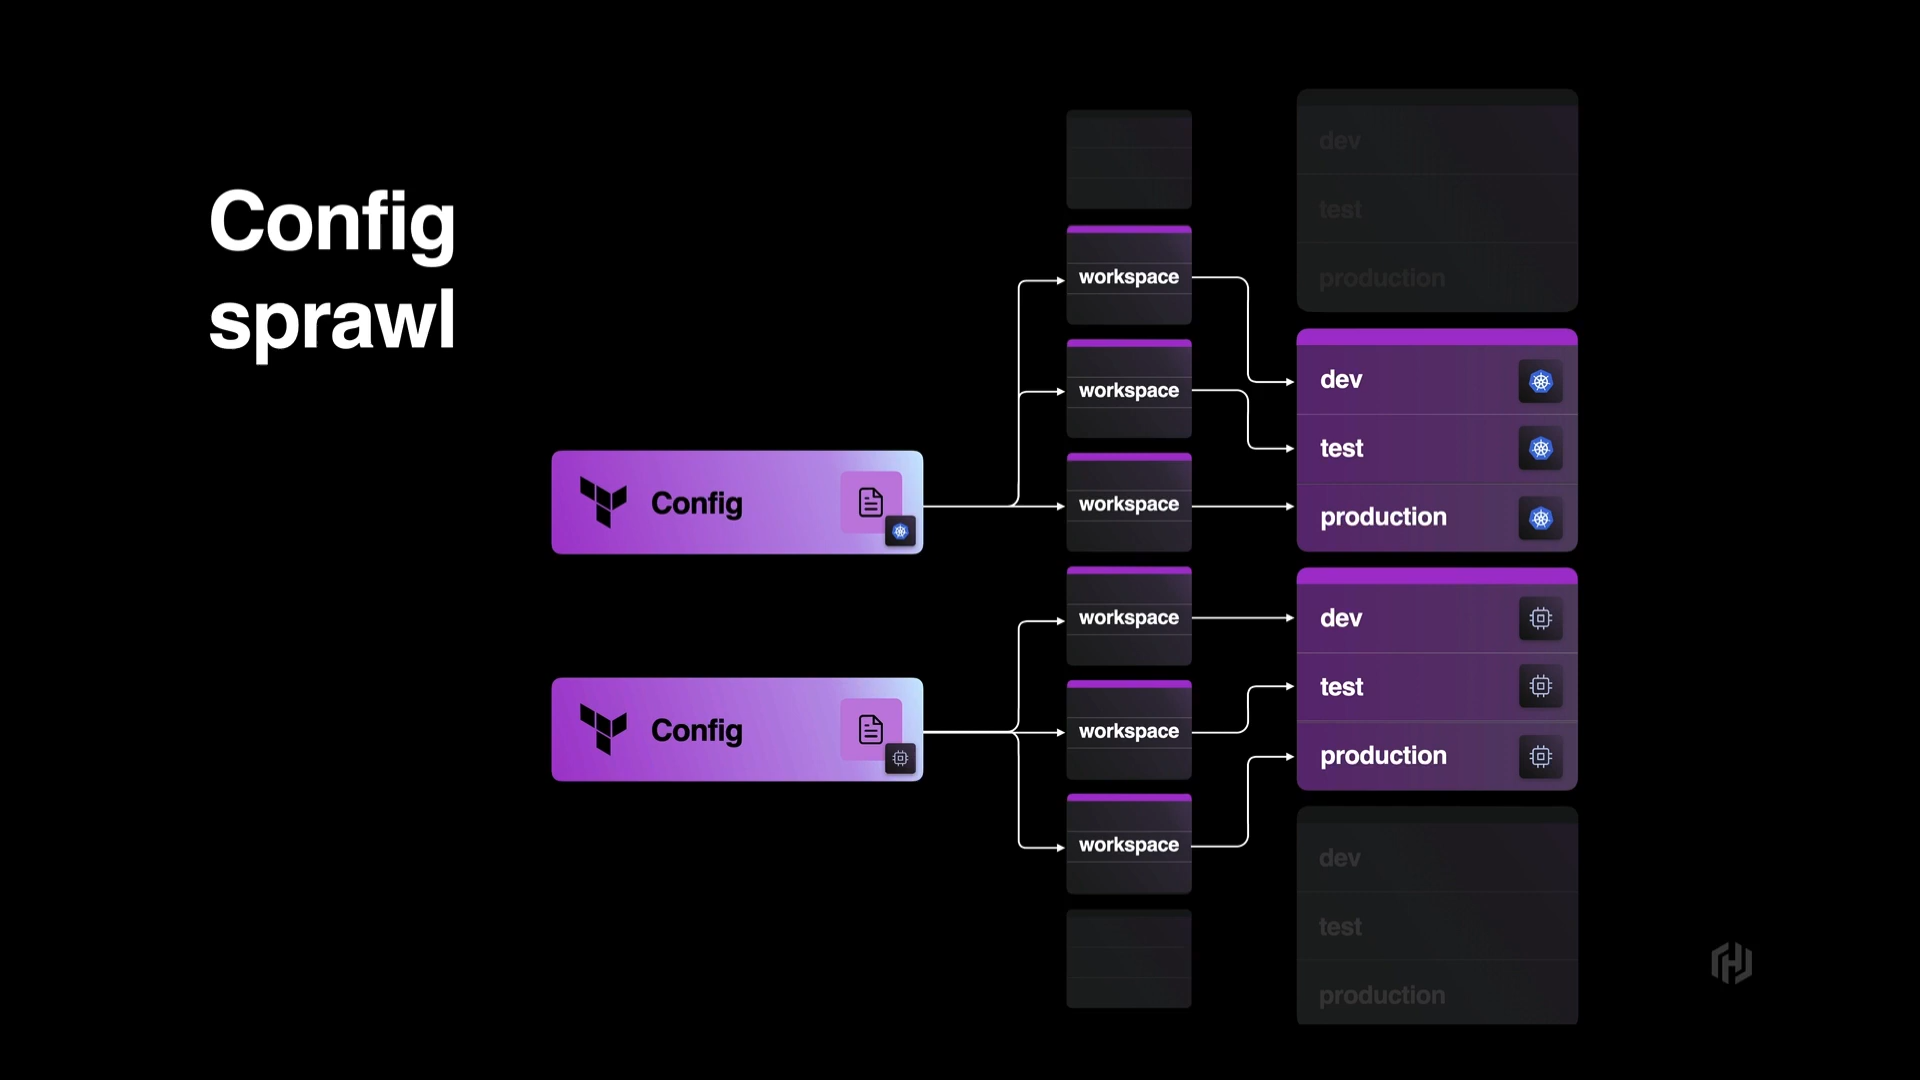 Config
sprawl
Config
Config
workspace
workspace
workspace
workspace
workspace
workspace
dev
test
production
dev
test
production
dev
test
production
dev
test
production